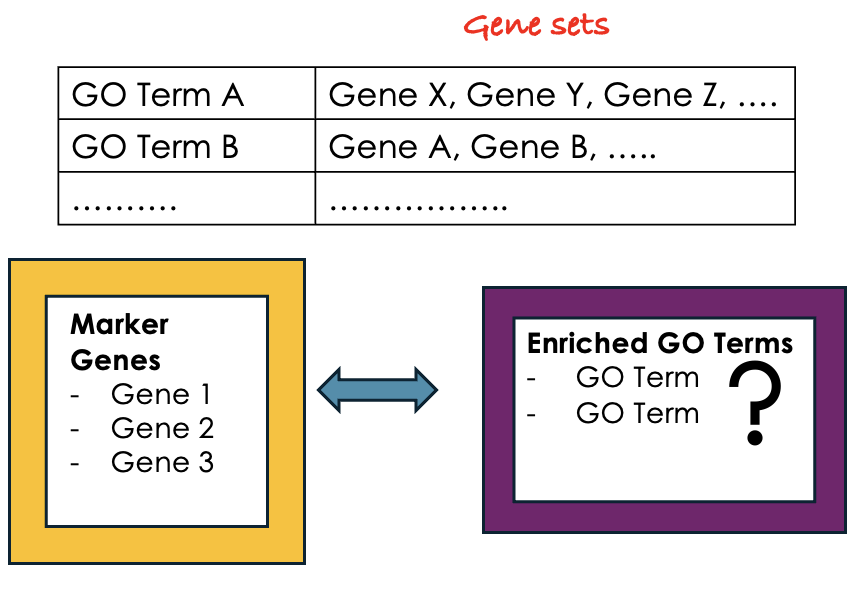 Gene sets
GO Term A
Gene X, Gene Y, Gene Z, ….
GO Term B
Gene A, Gene B, …..
……….
……………..
Marker
Genes
- Gene 1
- Gene 2
- Gene 3
Enriched GO Terms
- GO Term
- GO Term
?